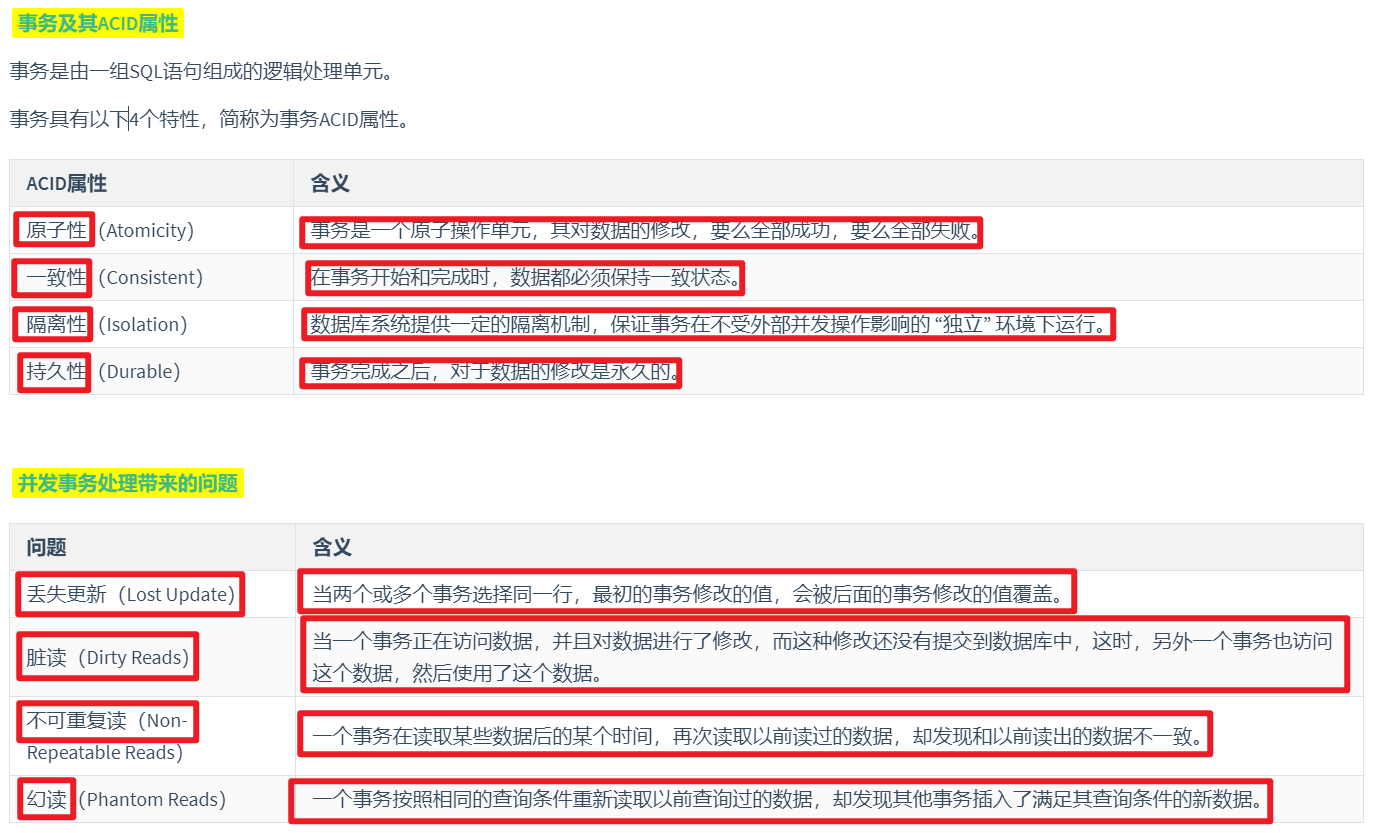 事务及其ACID属性
事务是由一组SQL语句组成的逻辑处理单元。
事务具有以下4个特性，简称为事务ACID属性。
ACID属性 含义
原子性（Atomicity） 事务是一个原子操作单元，其对数据的修改，要么全部成功，要么全部失败。
一致性（Consistent） 在事务开始和完成时，数据都必须保持一致状态。
隔离性（Isolation） 数据库系统提供一定的隔离机制，保证事务在不受外部并发操作影响的 “独立” 环境下运行。
持久性（Durable） 事务完成之后，对于数据的修改是永久的。
并发事务处理带来的问题
问题 含义
丢失更新（Lost Update） 当两个或多个事务选择同一行，最初的事务修改的值，会被后面的事务修改的值覆盖。
脏读（Dirty Reads） 当一个事务正在访问数据，并且对数据进行了修改，而这种修改还没有提交到数据库中，这时，另外一个事务也访问
这个数据，然后使用了这个数据。
不可重复读（Non-
Repeatable Reads） 一个事务在读取某些数据后的某个时间，再次读取以前读过的数据，却发现和以前读出的数据不一致。
幻读（Phantom Reads） 一个事务按照相同的查询条件重新读取以前查询过的数据，却发现其他事务插入了满足其查询条件的新数据。